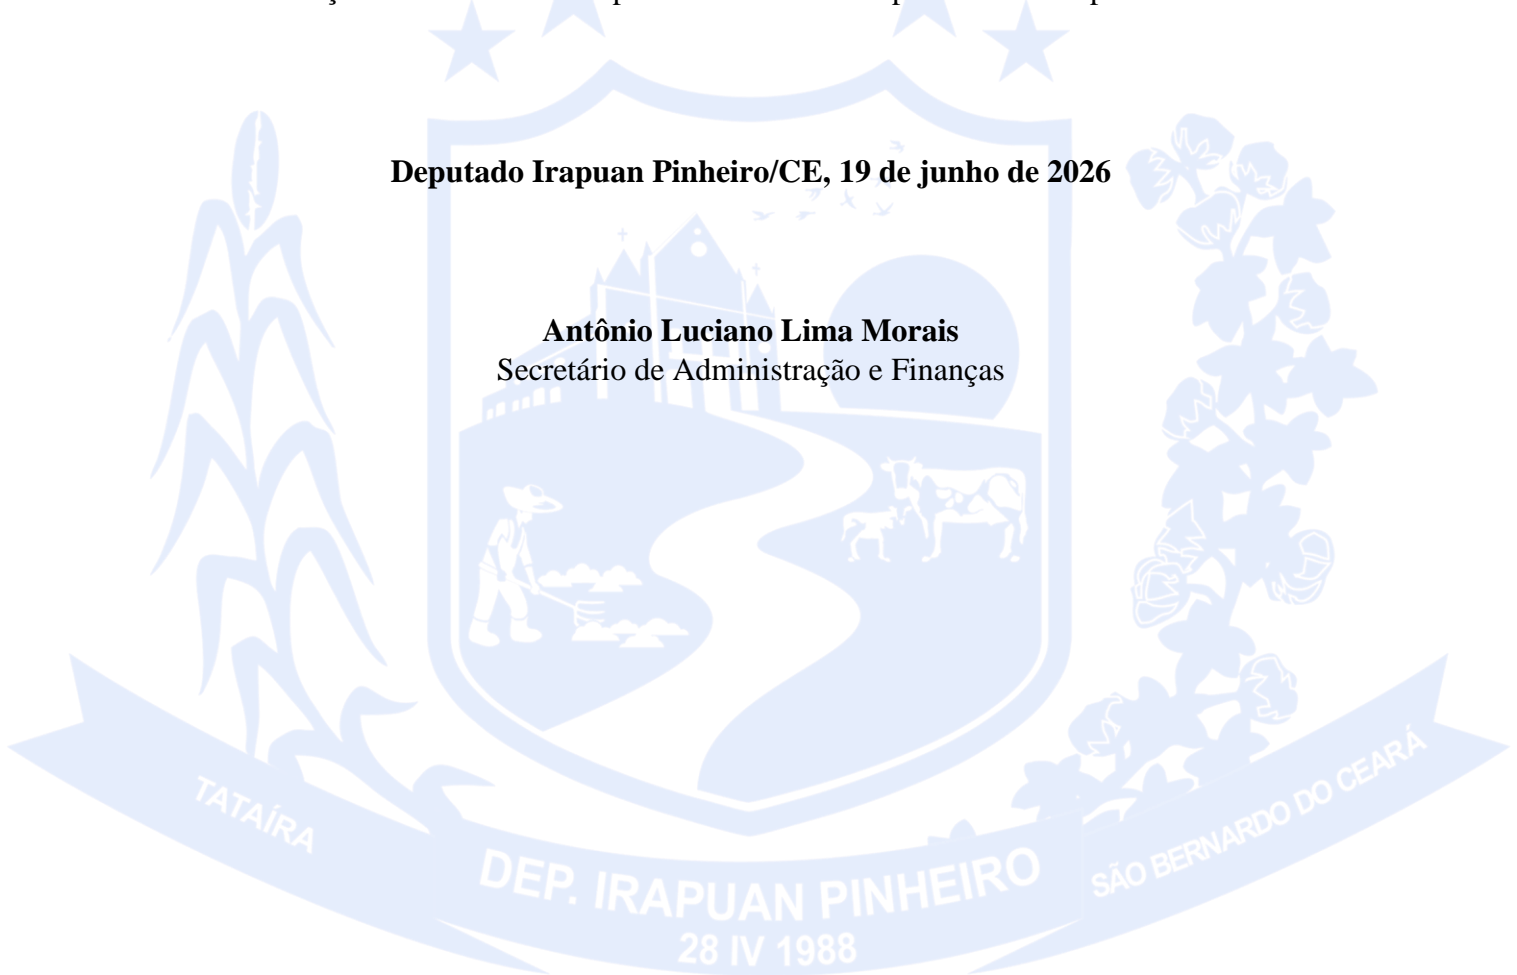 Deputado Irapuan Pinheiro/CE, 19 de junho de 2026
Antônio Luciano Lima Morais
Secretário de Administração e Finanças
TATAÍRA
DEP. IRAPUAN PINHEIRO
28 IV 1988
SÃO BERNARDO DO CEARÁ